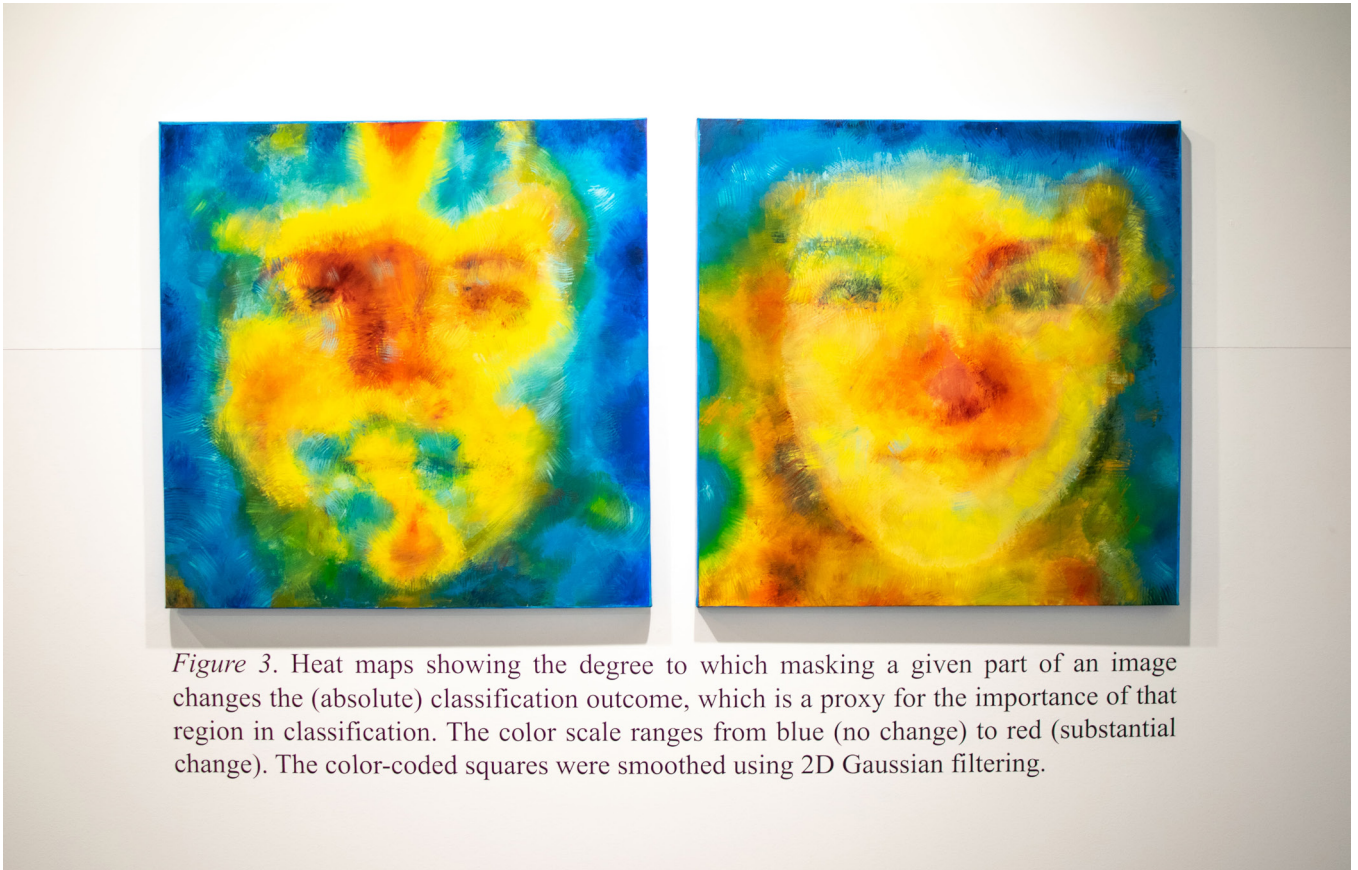 Figure 3. Heat maps showing the degree to which masking a given part of an image
changes the (absolute) classification outcome, which is a proxy for the importance of that
region in classification. The color scale ranges from blue (no change) to red (substantial
change). The color-coded squares were smoothed using 2D Gaussian filtering.